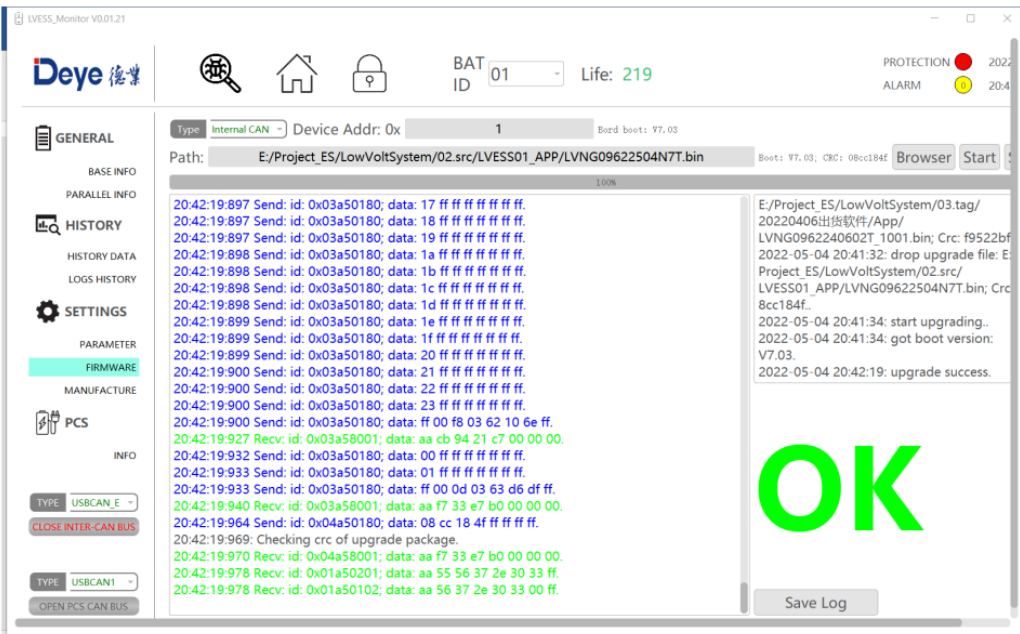 LVESS_Monitor V0.01.21
Deye 德業
BAT
ID
01
Life: 219
PROTECTION
2022
ALARM
0
20:4
GENERAL
BASE INFO
PARALLEL INFO
HISTORY
HISTORY DATA
LOGS HISTORY
SETTINGS
PARAMETER
FIRMWARE
MANUFACTURE
PCS
INFO
TYPE USBCAN_E
CLOSE INTER-CAN BUS
TYPE USBCAN1
OPEN PCS CAN BUS
Type Internal CAN Device Addr: 0x 1 Bord boot: V7.03
Path: E:/Project_ES/LowVoltSystem/02.src/LVESS01_APP/LVNG09622504N7T.bin Boot: V7.03; CRC: 08cc184f Browser Start
100%
20:42:19:897 Send: id: 0x03a50180; data: 17 ff ff ff ff ff ff ff.
20:42:19:897 Send: id: 0x03a50180; data: 18 ff ff ff ff ff ff ff.
20:42:19:897 Send: id: 0x03a50180; data: 19 ff ff ff ff ff ff ff.
20:42:19:898 Send: id: 0x03a50180; data: 1a ff ff ff ff ff ff ff.
20:42:19:898 Send: id: 0x03a50180; data: 1b ff ff ff ff ff ff ff.
20:42:19:898 Send: id: 0x03a50180; data: 1c ff ff ff ff ff ff ff.
20:42:19:898 Send: id: 0x03a50180; data: 1d ff ff ff ff ff ff ff.
20:42:19:899 Send: id: 0x03a50180; data: 1e ff ff ff ff ff ff ff.
20:42:19:899 Send: id: 0x03a50180; data: 1f ff ff ff ff ff ff ff.
20:42:19:899 Send: id: 0x03a50180; data: 20 ff ff ff ff ff ff ff.
20:42:19:900 Send: id: 0x03a50180; data: 21 ff ff ff ff ff ff ff.
20:42:19:900 Send: id: 0x03a50180; data: 22 ff ff ff ff ff ff ff.
20:42:19:900 Send: id: 0x03a50180; data: 23 ff ff ff ff ff ff ff.
20:42:19:900 Send: id: 0x03a50180; data: ff 00 f8 03 62 10 6e ff.
20:42:19:927 Recv: id: 0x03a58001; data: aa cb 94 21 c7 00 00 00.
20:42:19:932 Send: id: 0x03a50180; data: 00 ff ff ff ff ff ff ff.
20:42:19:933 Send: id: 0x03a50180; data: 01 ff ff ff ff ff ff ff.
20:42:19:933 Send: id: 0x03a50180; data: ff 00 0d 03 63 d6 df ff.
20:42:19:940 Recv: id: 0x03a58001; data: aa f7 33 e7 b0 00 00 00.
20:42:19:964 Send: id: 0x04a50180; data: 08 cc 18 4f ff ff ff ff.
20:42:19:969: Checking crc of upgrade package.
20:42:19:970 Recv: id: 0x04a58001; data: aa f7 33 e7 b0 00 00 00.
20:42:19:978 Recv: id: 0x01a50201; data: aa 55 56 37 2e 30 33 ff.
20:42:19:978 Recv: id: 0x01a50102; data: aa 56 37 2e 30 33 00 ff.
E:/Project_ES/LowVoltSystem/03.tag/
20220406出货软件/App/
LVNG0962240602T_1001.bin; Crc: f9522bf
2022-05-04 20:41:32: drop upgrade file: E:
Project_ES/LowVoltSystem/02.src/
LVESS01_APP/LVNG09622504N7T.bin; Crc
8cc184f..
2022-05-04 20:41:34: start upgrading..
2022-05-04 20:41:34: got boot version:
V7.03.
2022-05-04 20:42:19: upgrade success.
OK
Save Log